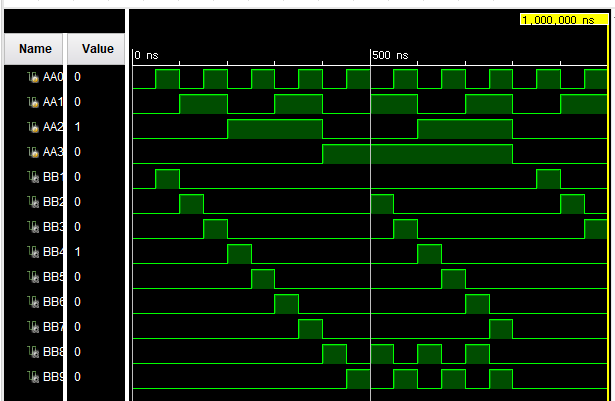 1,000,000 ns
Name Value
0 ns 500 ns
AA0 0
AA1 0
AA2 1
AA3 0
BB1 0
BB2 0
BB3 0
BB4 1
BB5 0
BB6 0
BB7 0
BB8 0
BB9 0